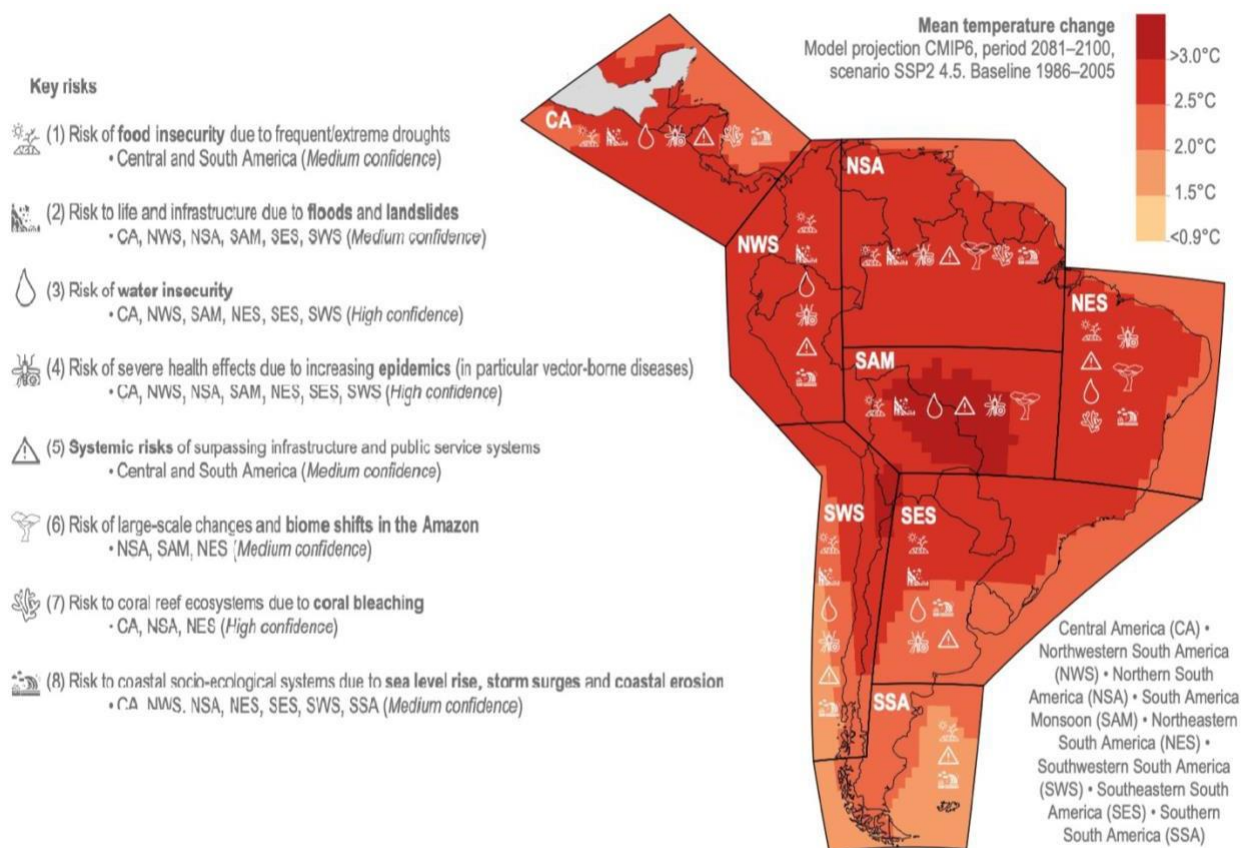 Key risks
(1) Risk of food insecurity due to frequent/extreme droughts
• Central and South America (Medium confidence)
(2) Risk to life and infrastructure due to floods and landslides
• CA, NWS, NSA, SAM, SES, SWS (Medium confidence)
(3) Risk of water insecurity
• CA, NWS, SAM, NES, SES, SWS (High confidence)
(4) Risk of severe health effects due to increasing epidemics (in particular vector-borne diseases)
• CA, NWS, NSA, SAM, NES, SES, SWS (High confidence)
(5) Systemic risks of surpassing infrastructure and public service systems
• Central and South America (Medium confidence)
(6) Risk of large-scale changes and biome shifts in the Amazon
• NSA, SAM, NES (Medium confidence)
(7) Risk to coral reef ecosystems due to coral bleaching
• CA, NSA, NES (High confidence)
(8) Risk to coastal socio-ecological systems due to sea level rise, storm surges and coastal erosion
• CA, NWS, NSA, NES, SES, SWS, SSA (Medium confidence)
Mean temperature change
Model projection CMIP6, period 2081–2100,
scenario SSP2 4.5. Baseline 1986–2005
>3.0°C
2.5°C
2.0°C
1.5°C
<0.9°C
CA
NSA
NWS
NES
SAM
SWS
SES
SSA
Central America (CA) •
Northwestern South America
(NWS) • Northern South
America (NSA) • South America
Monsoon (SAM) • Northeastern
South America (NES) •
Southwestern South America
(SWS) • Southeastern South
America (SES) • Southern
South America (SSA)